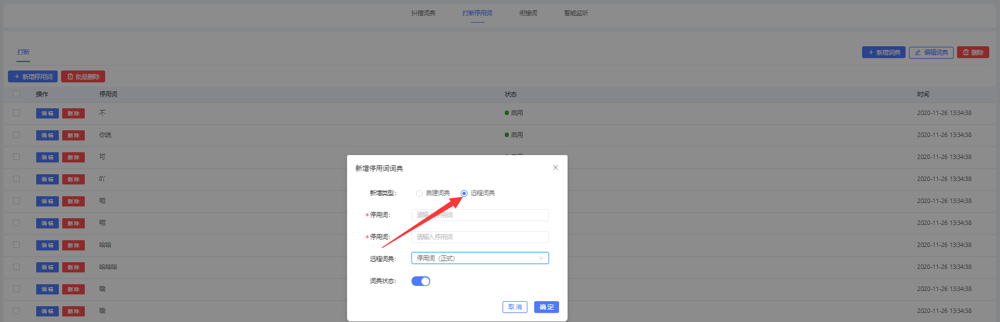 纠错词典 打断停用词 衔接词 智能监听
打断 新增词典 编辑词典 删除
新增停用词 批量删除
操作 停用词 状态 时间
编辑 删除 不 启用 2020-11-26 13:34:38
编辑 删除 你说 启用 2020-11-26 13:34:38
编辑 删除 可 2020-11-26 13:34:38
编辑 删除 吖 2020-11-26 13:34:38
编辑 删除 呃 2020-11-26 13:34:38
编辑 删除 呃 2020-11-26 13:34:38
编辑 删除 哈哈 2020-11-26 13:34:38
编辑 删除 哈哈哈 2020-11-26 13:34:38
编辑 删除 哦 2020-11-26 13:34:38
编辑 删除 哦 2020-11-26 13:34:38
新增停用词词典
新增类型: 自建词典 远程词典
*停用词: 请输入停用词
*停用词: 请输入停用词
远程词典: 停用词（正式）
词典状态:
取消 确定